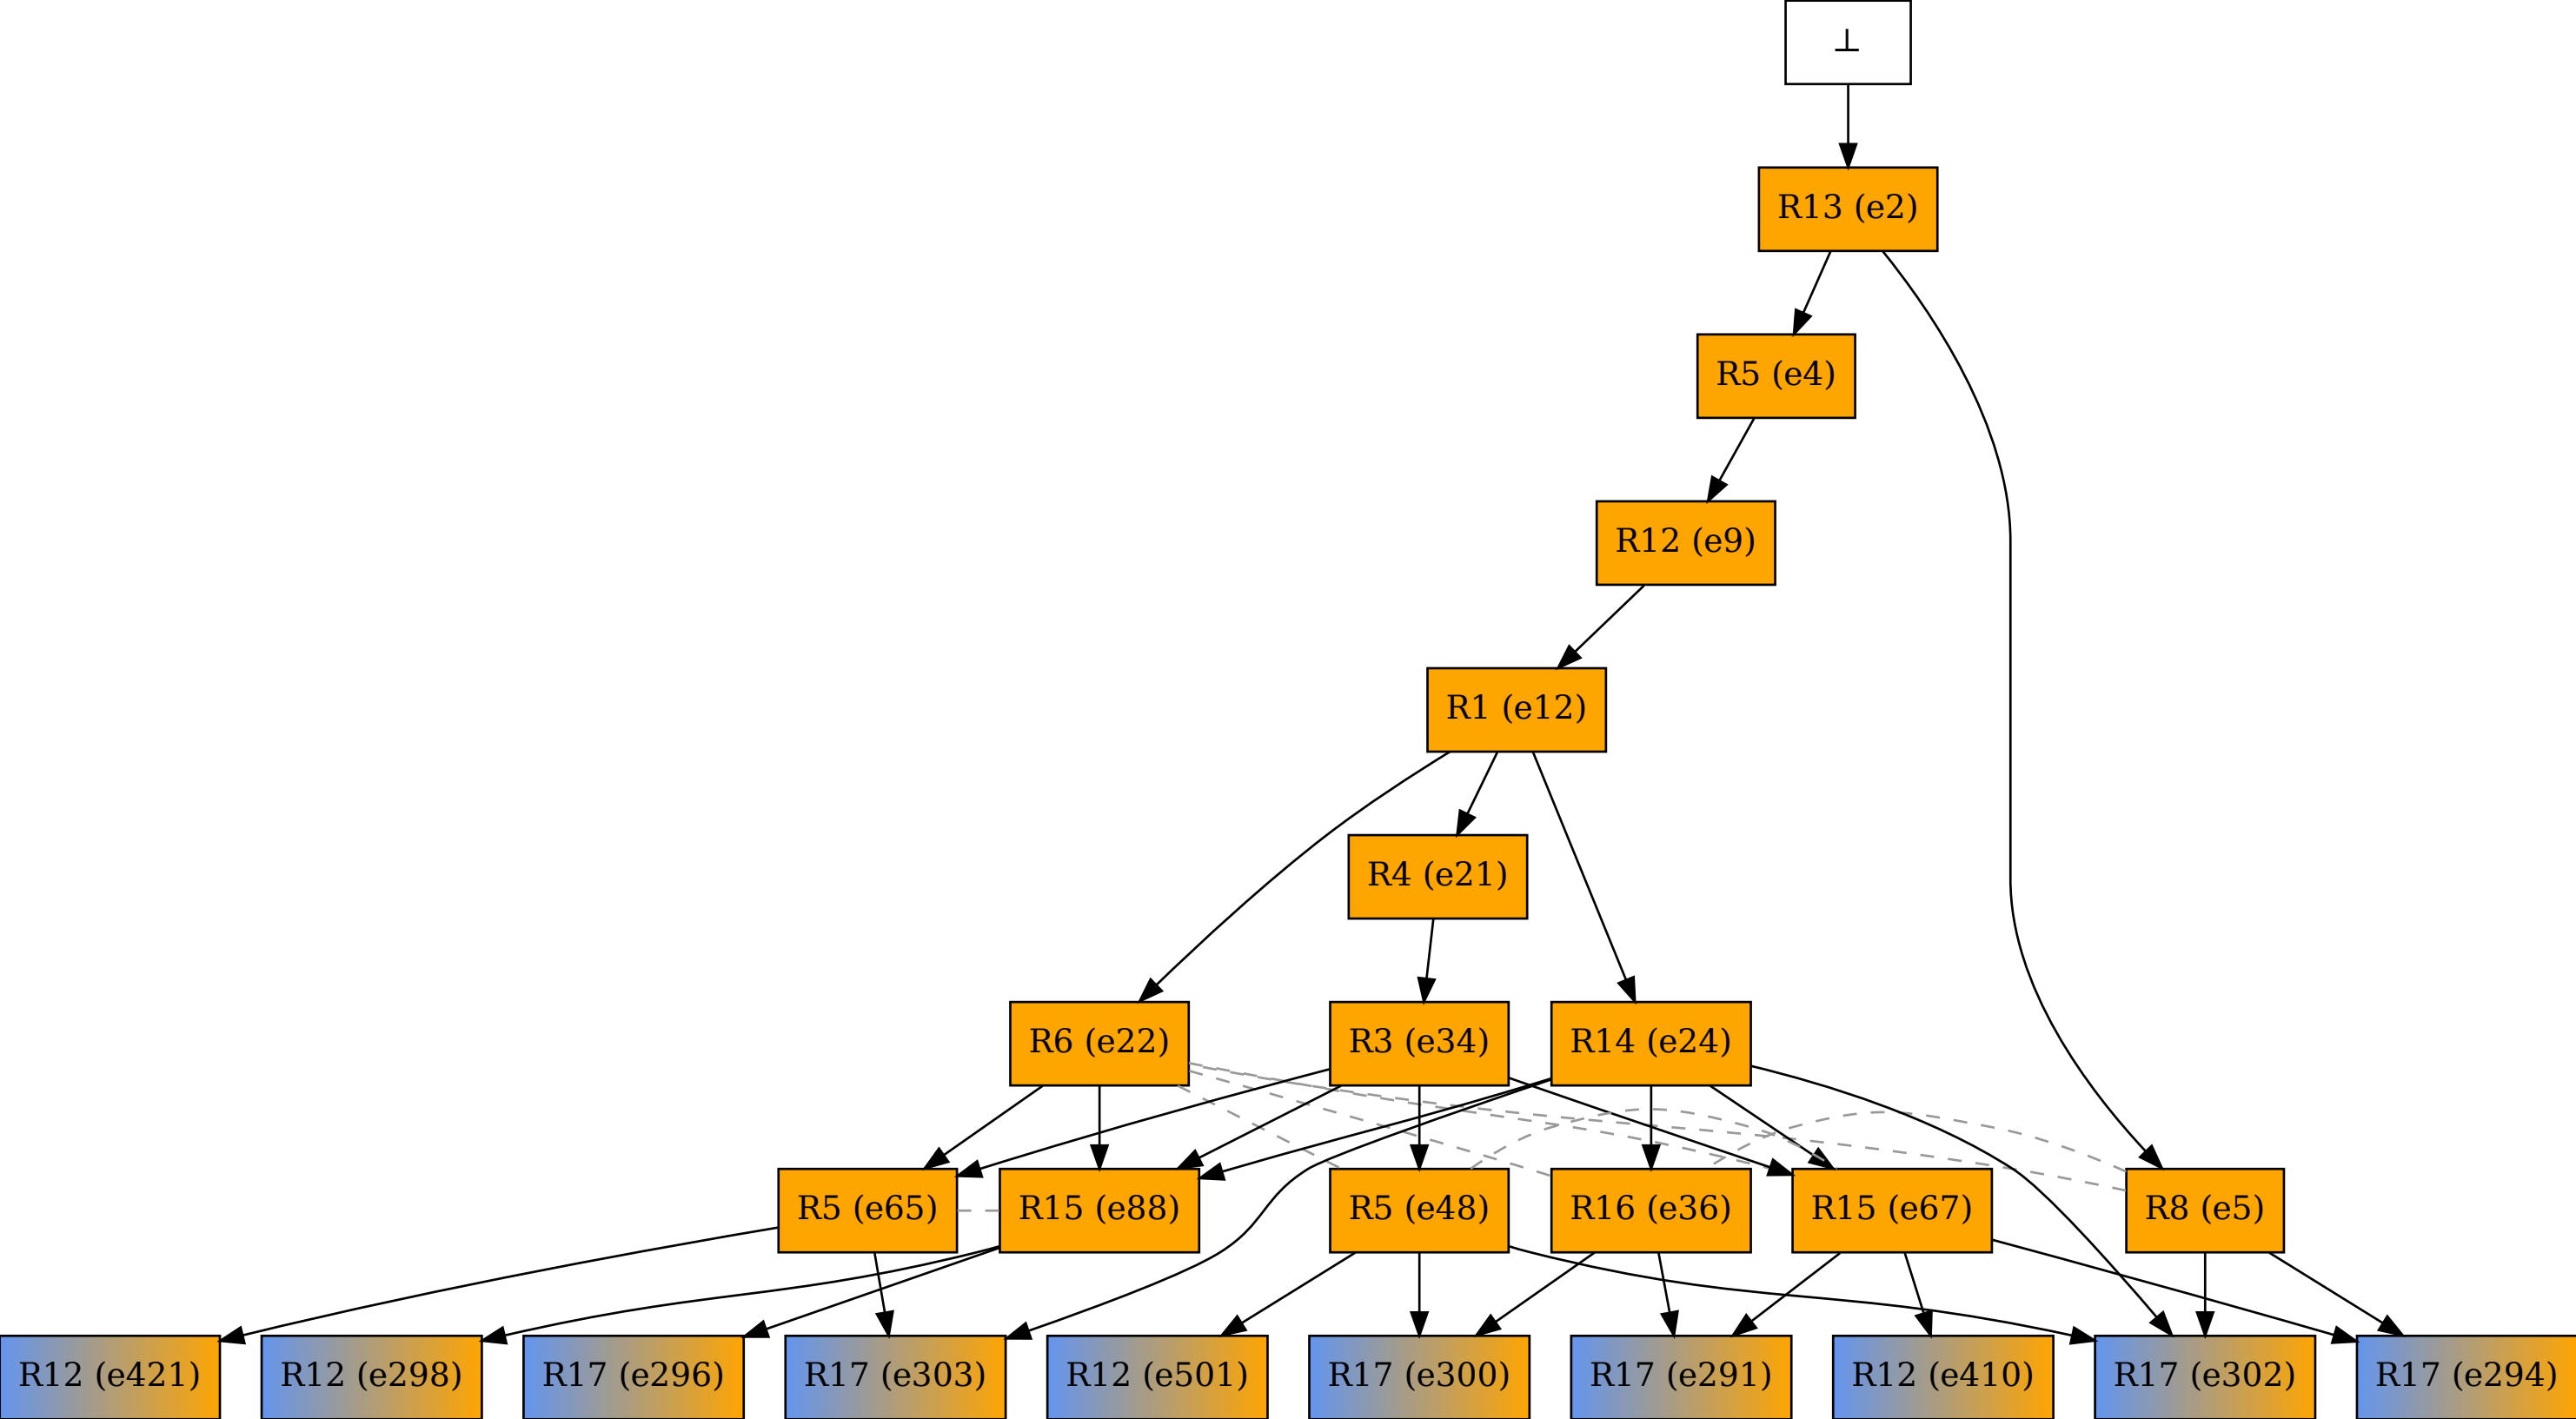 ⊥
R13 (e2)
R5 (e4)
R12 (e9)
R1 (e12)
R4 (e21)
R6 (e22)
R3 (e34)
R14 (e24)
R5 (e65)
R15 (e88)
R5 (e48)
R16 (e36)
R15 (e67)
R8 (e5)
R12 (e421)
R12 (e298)
R17 (e296)
R17 (e303)
R12 (e501)
R17 (e300)
R17 (e291)
R12 (e410)
R17 (e302)
R17 (e294)